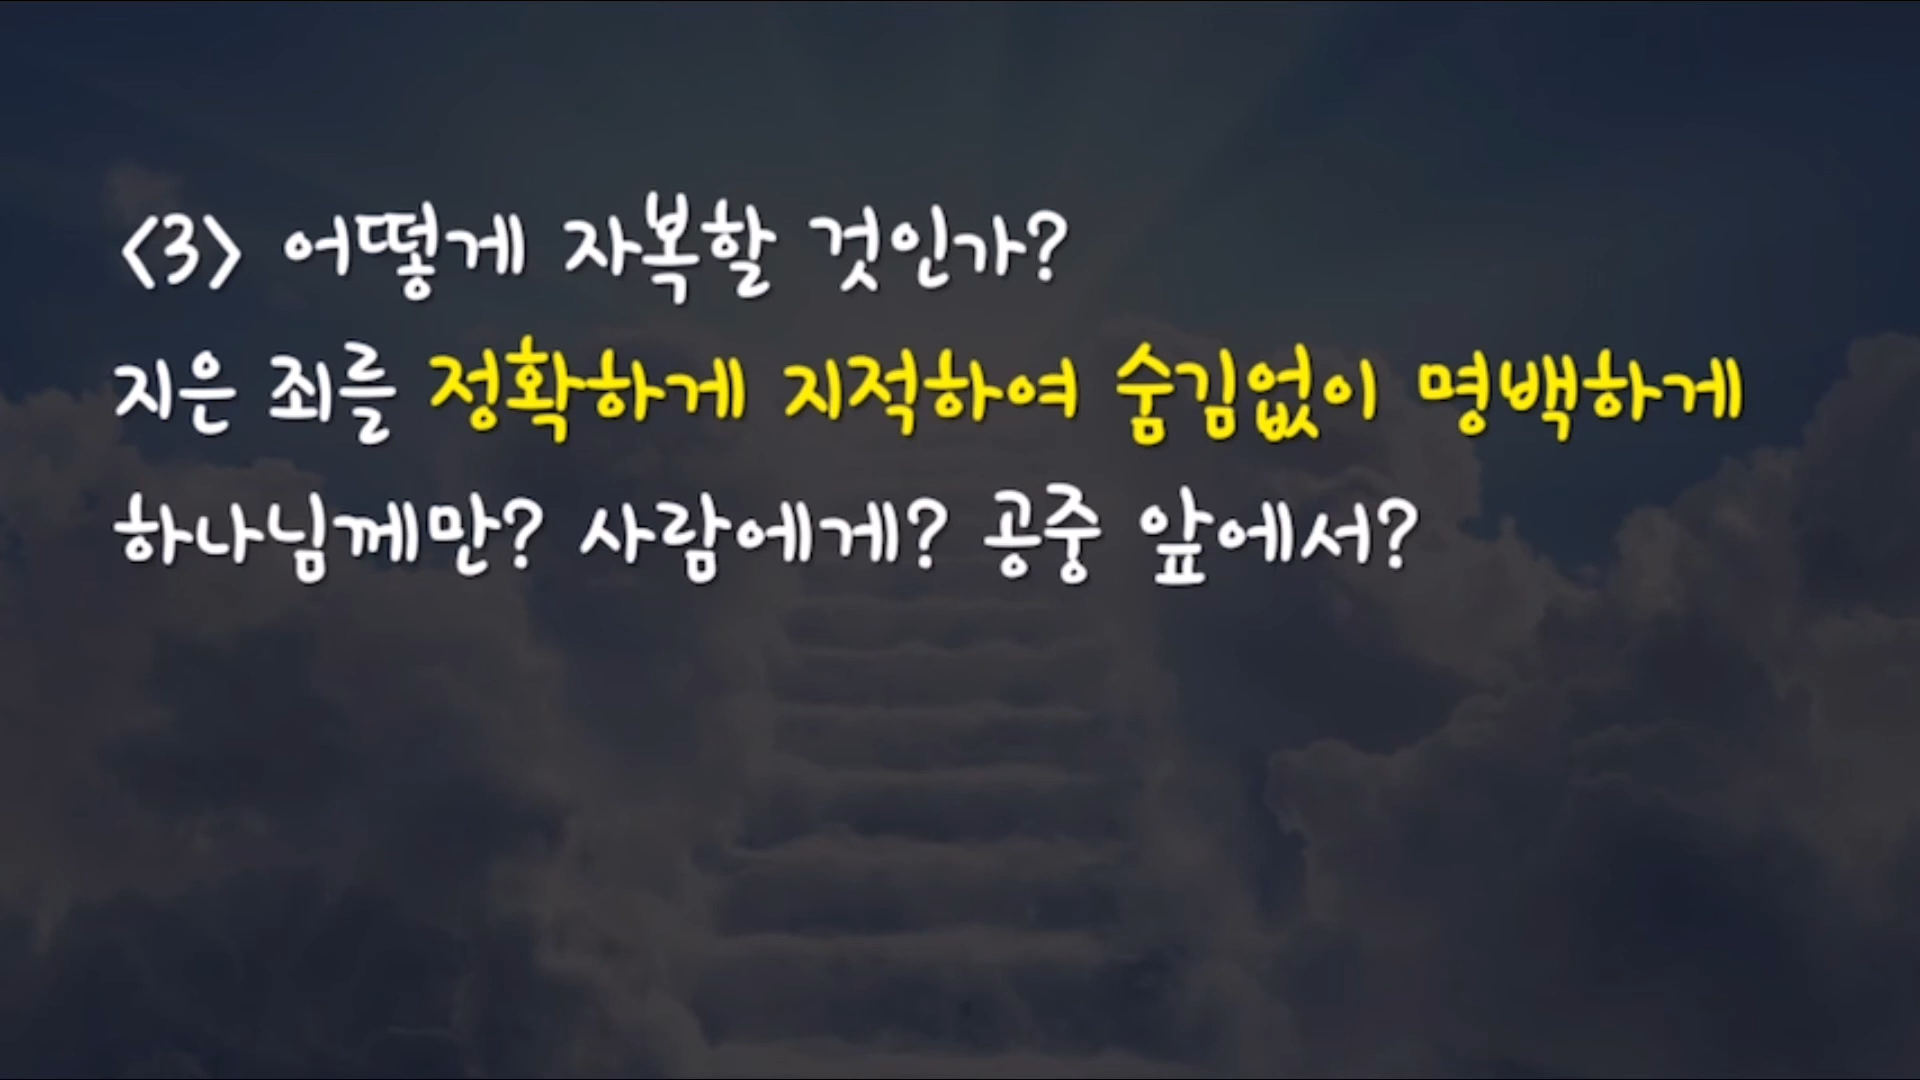 <3> 어떻게 자복할 것인가?
지은 죄를 정확하게 지적하여 숨김없이 명백하게
하나님께만? 사람에게? 공중 앞에서?